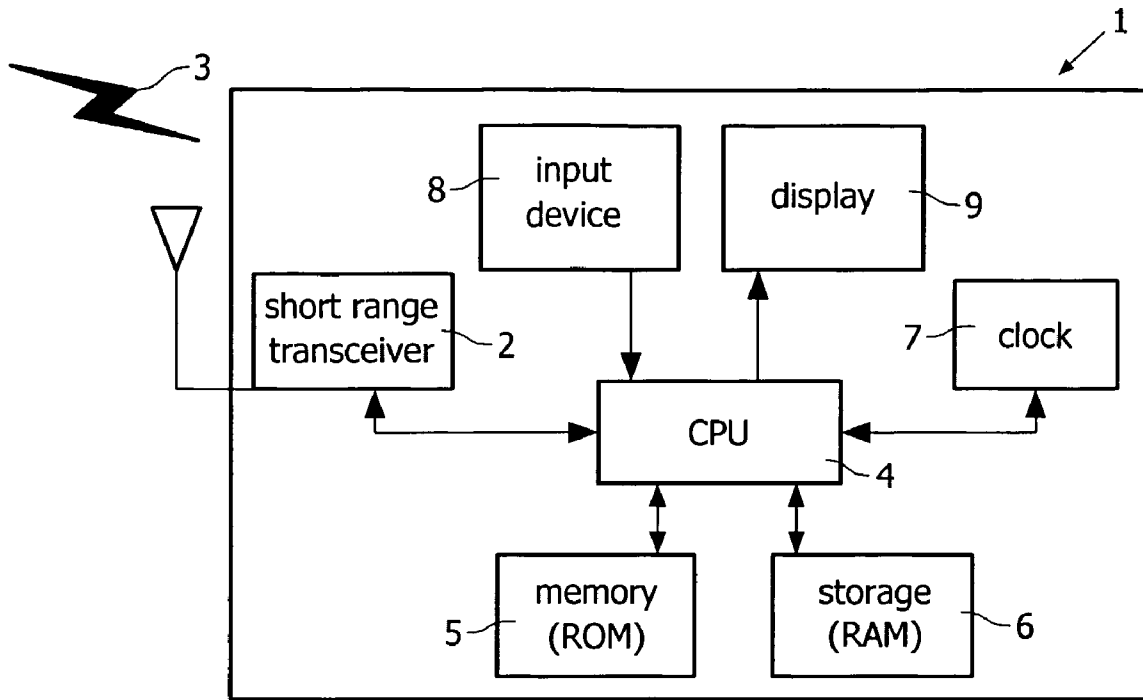 1
3
8
input
device
display
9
short range
transceiver
2
7
clock
CPU
4
5
memory
(ROM)
storage
(RAM)
6